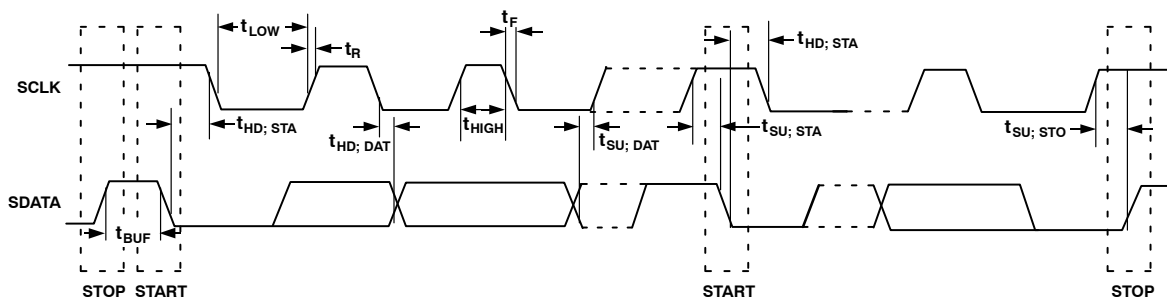 tLOW
tF
tR
tHD; STA
SCLK
tHD; STA
tHIGH
tSU; STA
tSU; STO
tHD; DAT
tSU; DAT
SDATA
tBUF
STOP
START
START
STOP